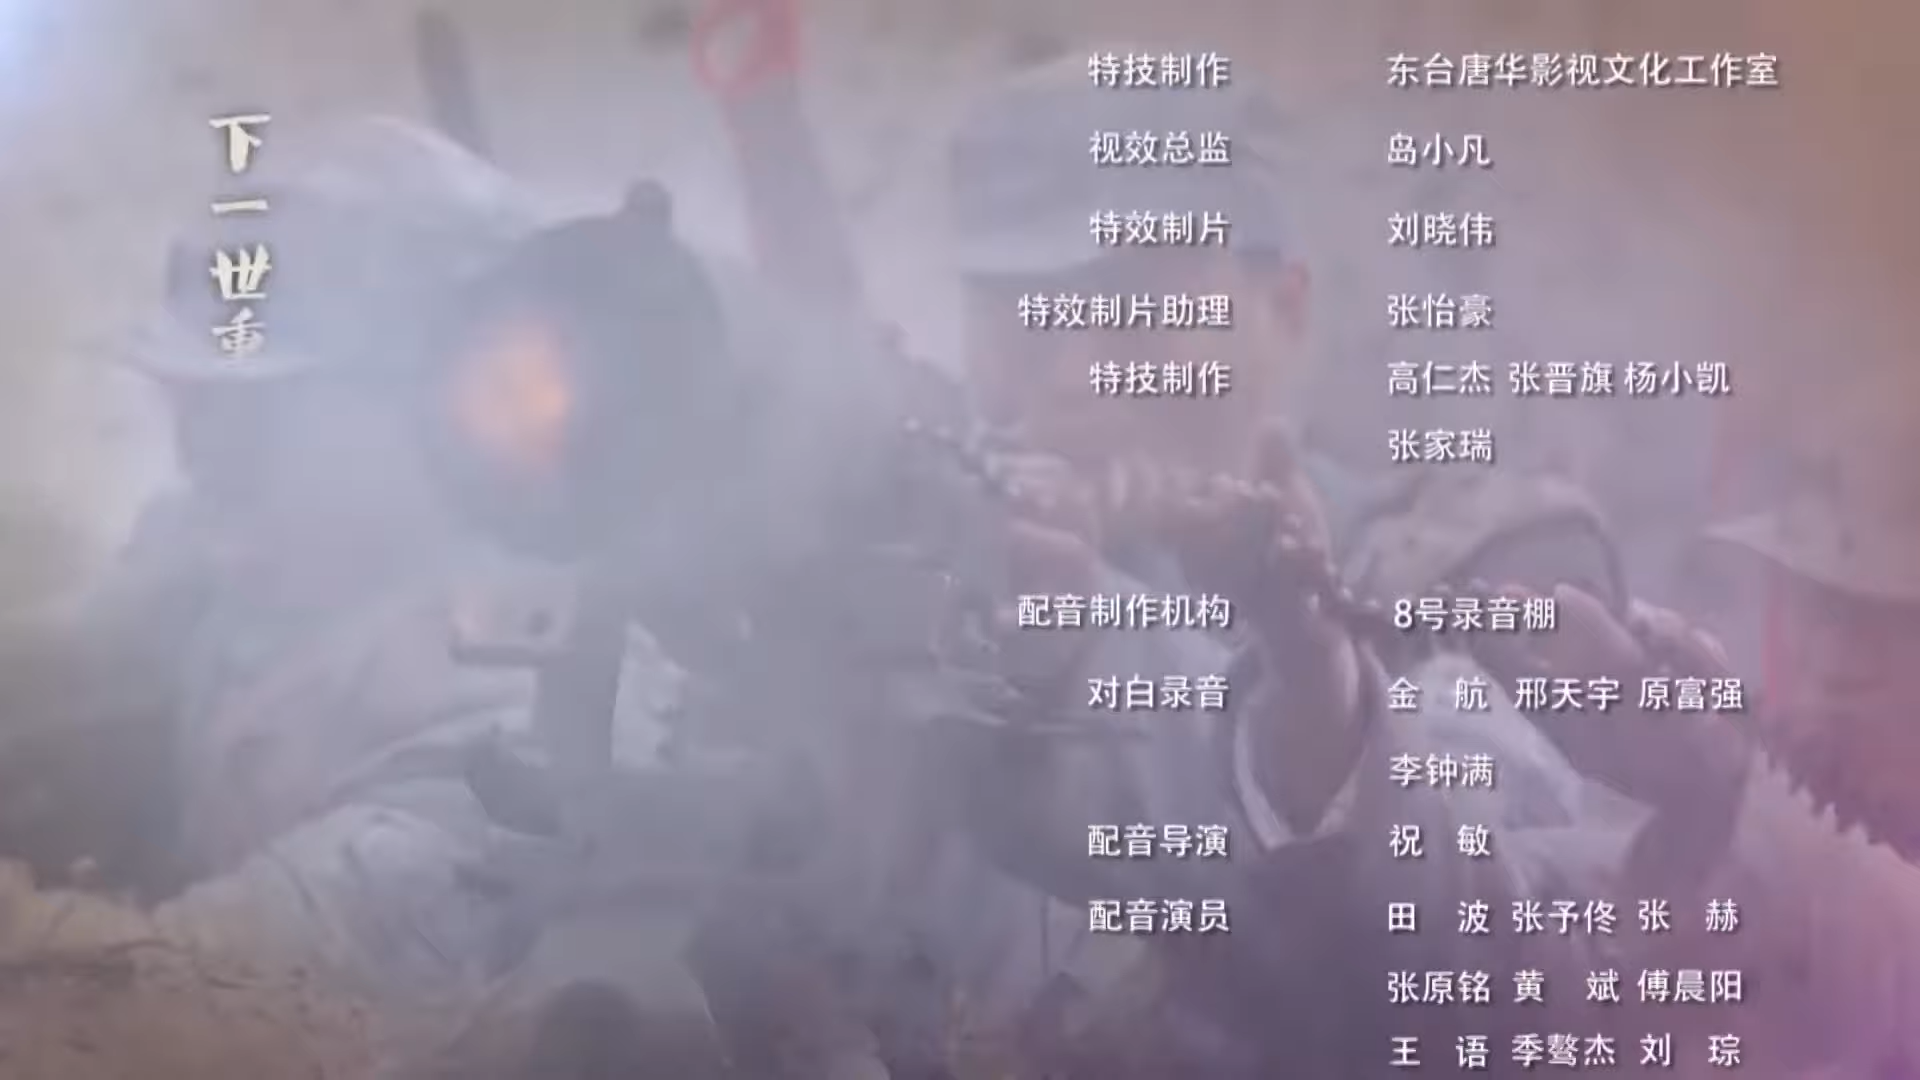 下一世重
特技制作 东台唐华影视文化工作室
视效总监 岛小凡
特效制片 刘晓伟
特效制片助理 张怡豪
特技制作 高仁杰 张晋旗 杨小凯
张家瑞
配音制作机构 8号录音棚
对白录音 金 航 邢天宇 原富强
李钟满
配音导演 祝 敏
配音演员 田 波 张予佟 张 赫
张原铭 黄 斌 傅晨阳
王 语 季骜杰 刘 琮